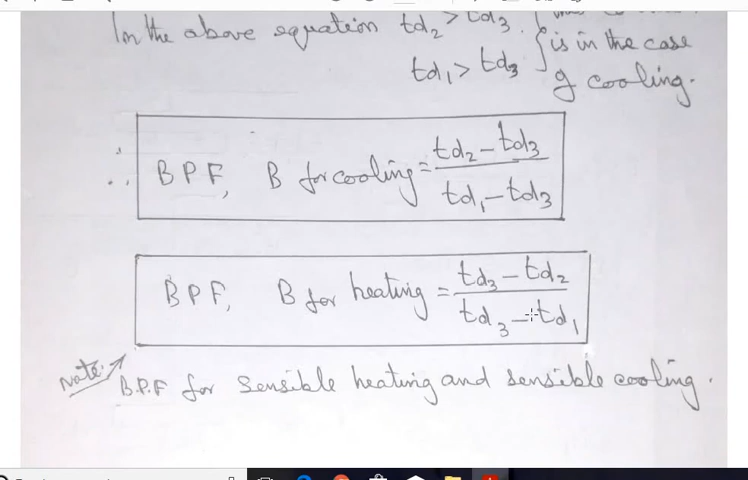 In the above equation td₂ > td₃.
is in the case
td₁ > td₃
g cooling.
∴ BPF, B for cooling = (td₂ – td₃) / (td₁ – td₃)
BPF, B for heating = (td₃ – td₂) / (td₃ – td₁)
Note:
B.P.F for Sensible heating and sensible cooling.